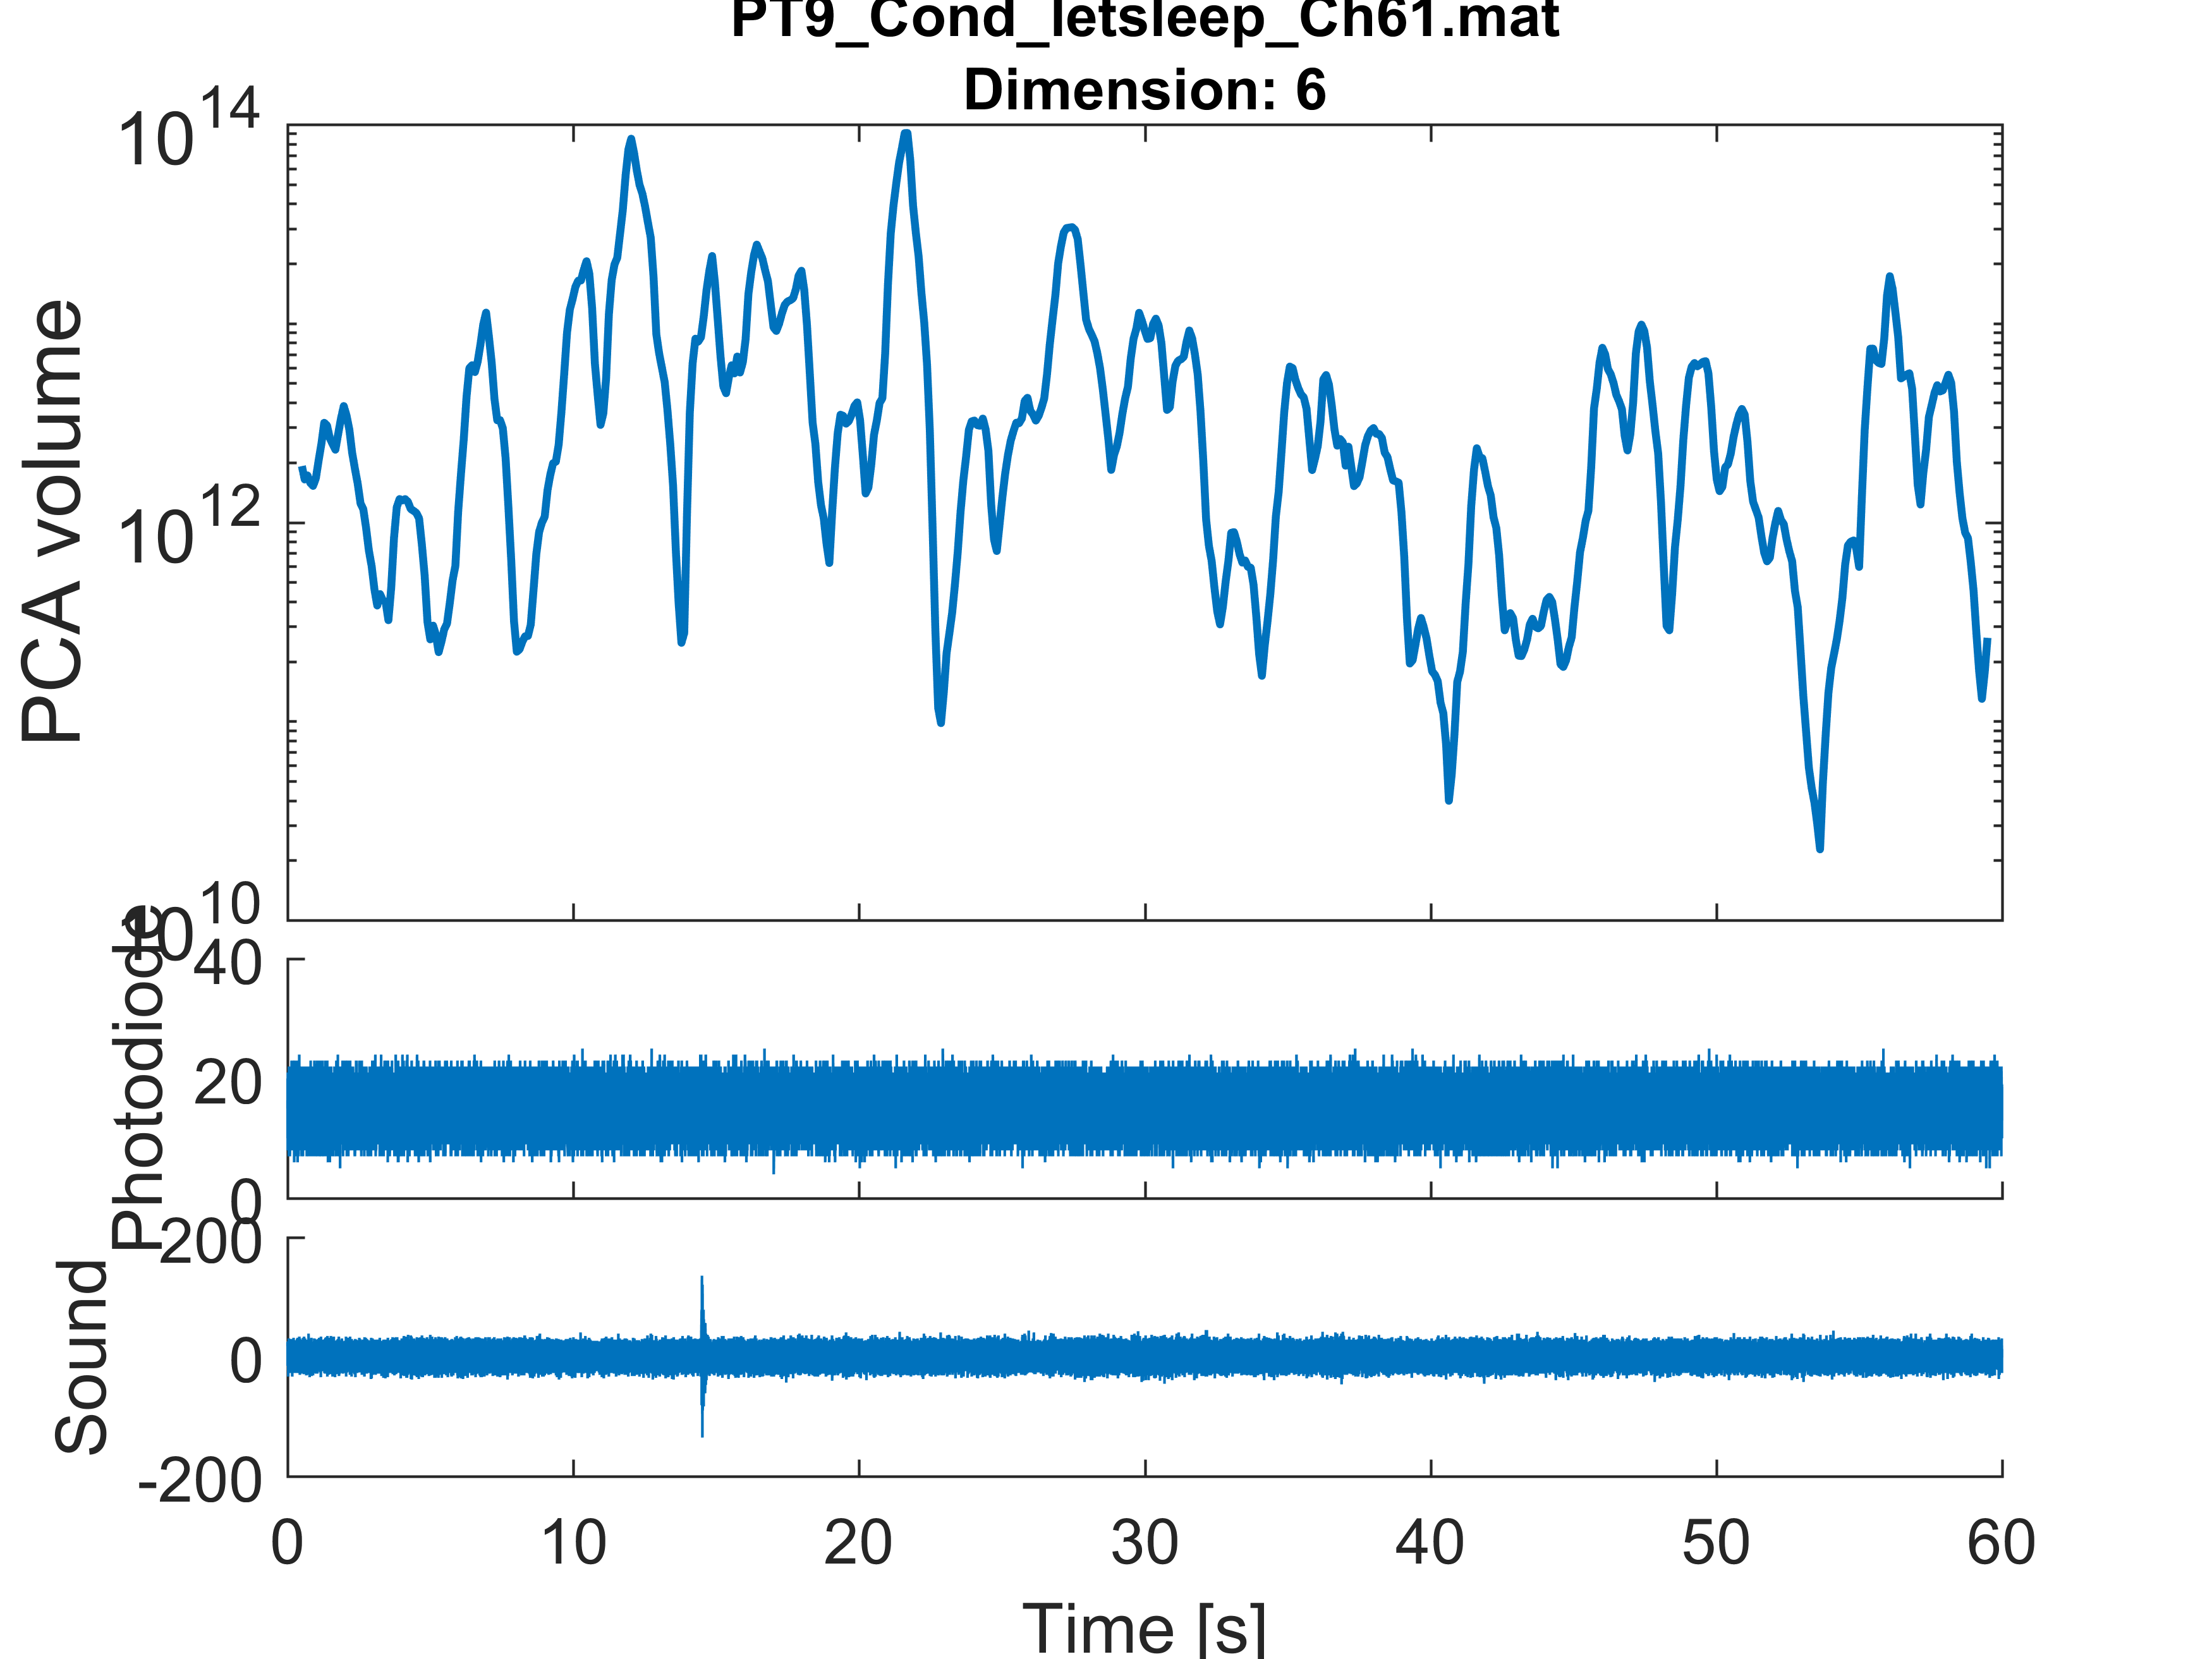 PT9_Cond_letsleep_Ch61.mat
Dimension: 6
10^14
10^12
10^10
PCA volume
40
20
0
Photodiode
200
0
-200
Sound
0 10 20 30 40 50 60
Time [s]